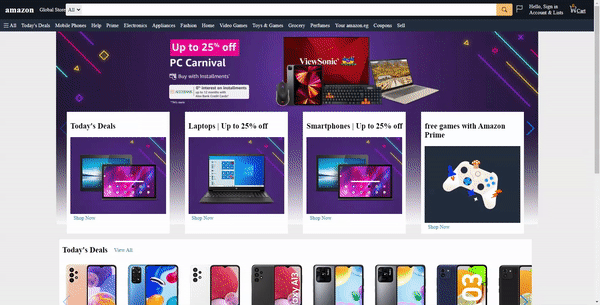 amazon Global Store All Hello, Sign in
Account & Lists Cart
All Today's Deals Mobile Phones Help Prime Electronics Appliances Fashion Home Video Games Toy & Games Grocery Perfumes Your amazon.eg Coupons Sell
Up to 25% off
PC Carnival
Buy with Installments*
0* interest on installments
ViewSonic
Today's Deals
Laptops | Up to 25% off
Smartphones | Up to 25% off
free games with Amazon
Prime
Shop Now
Shop Now
Shop Now
Shop Now
Today's Deals View All